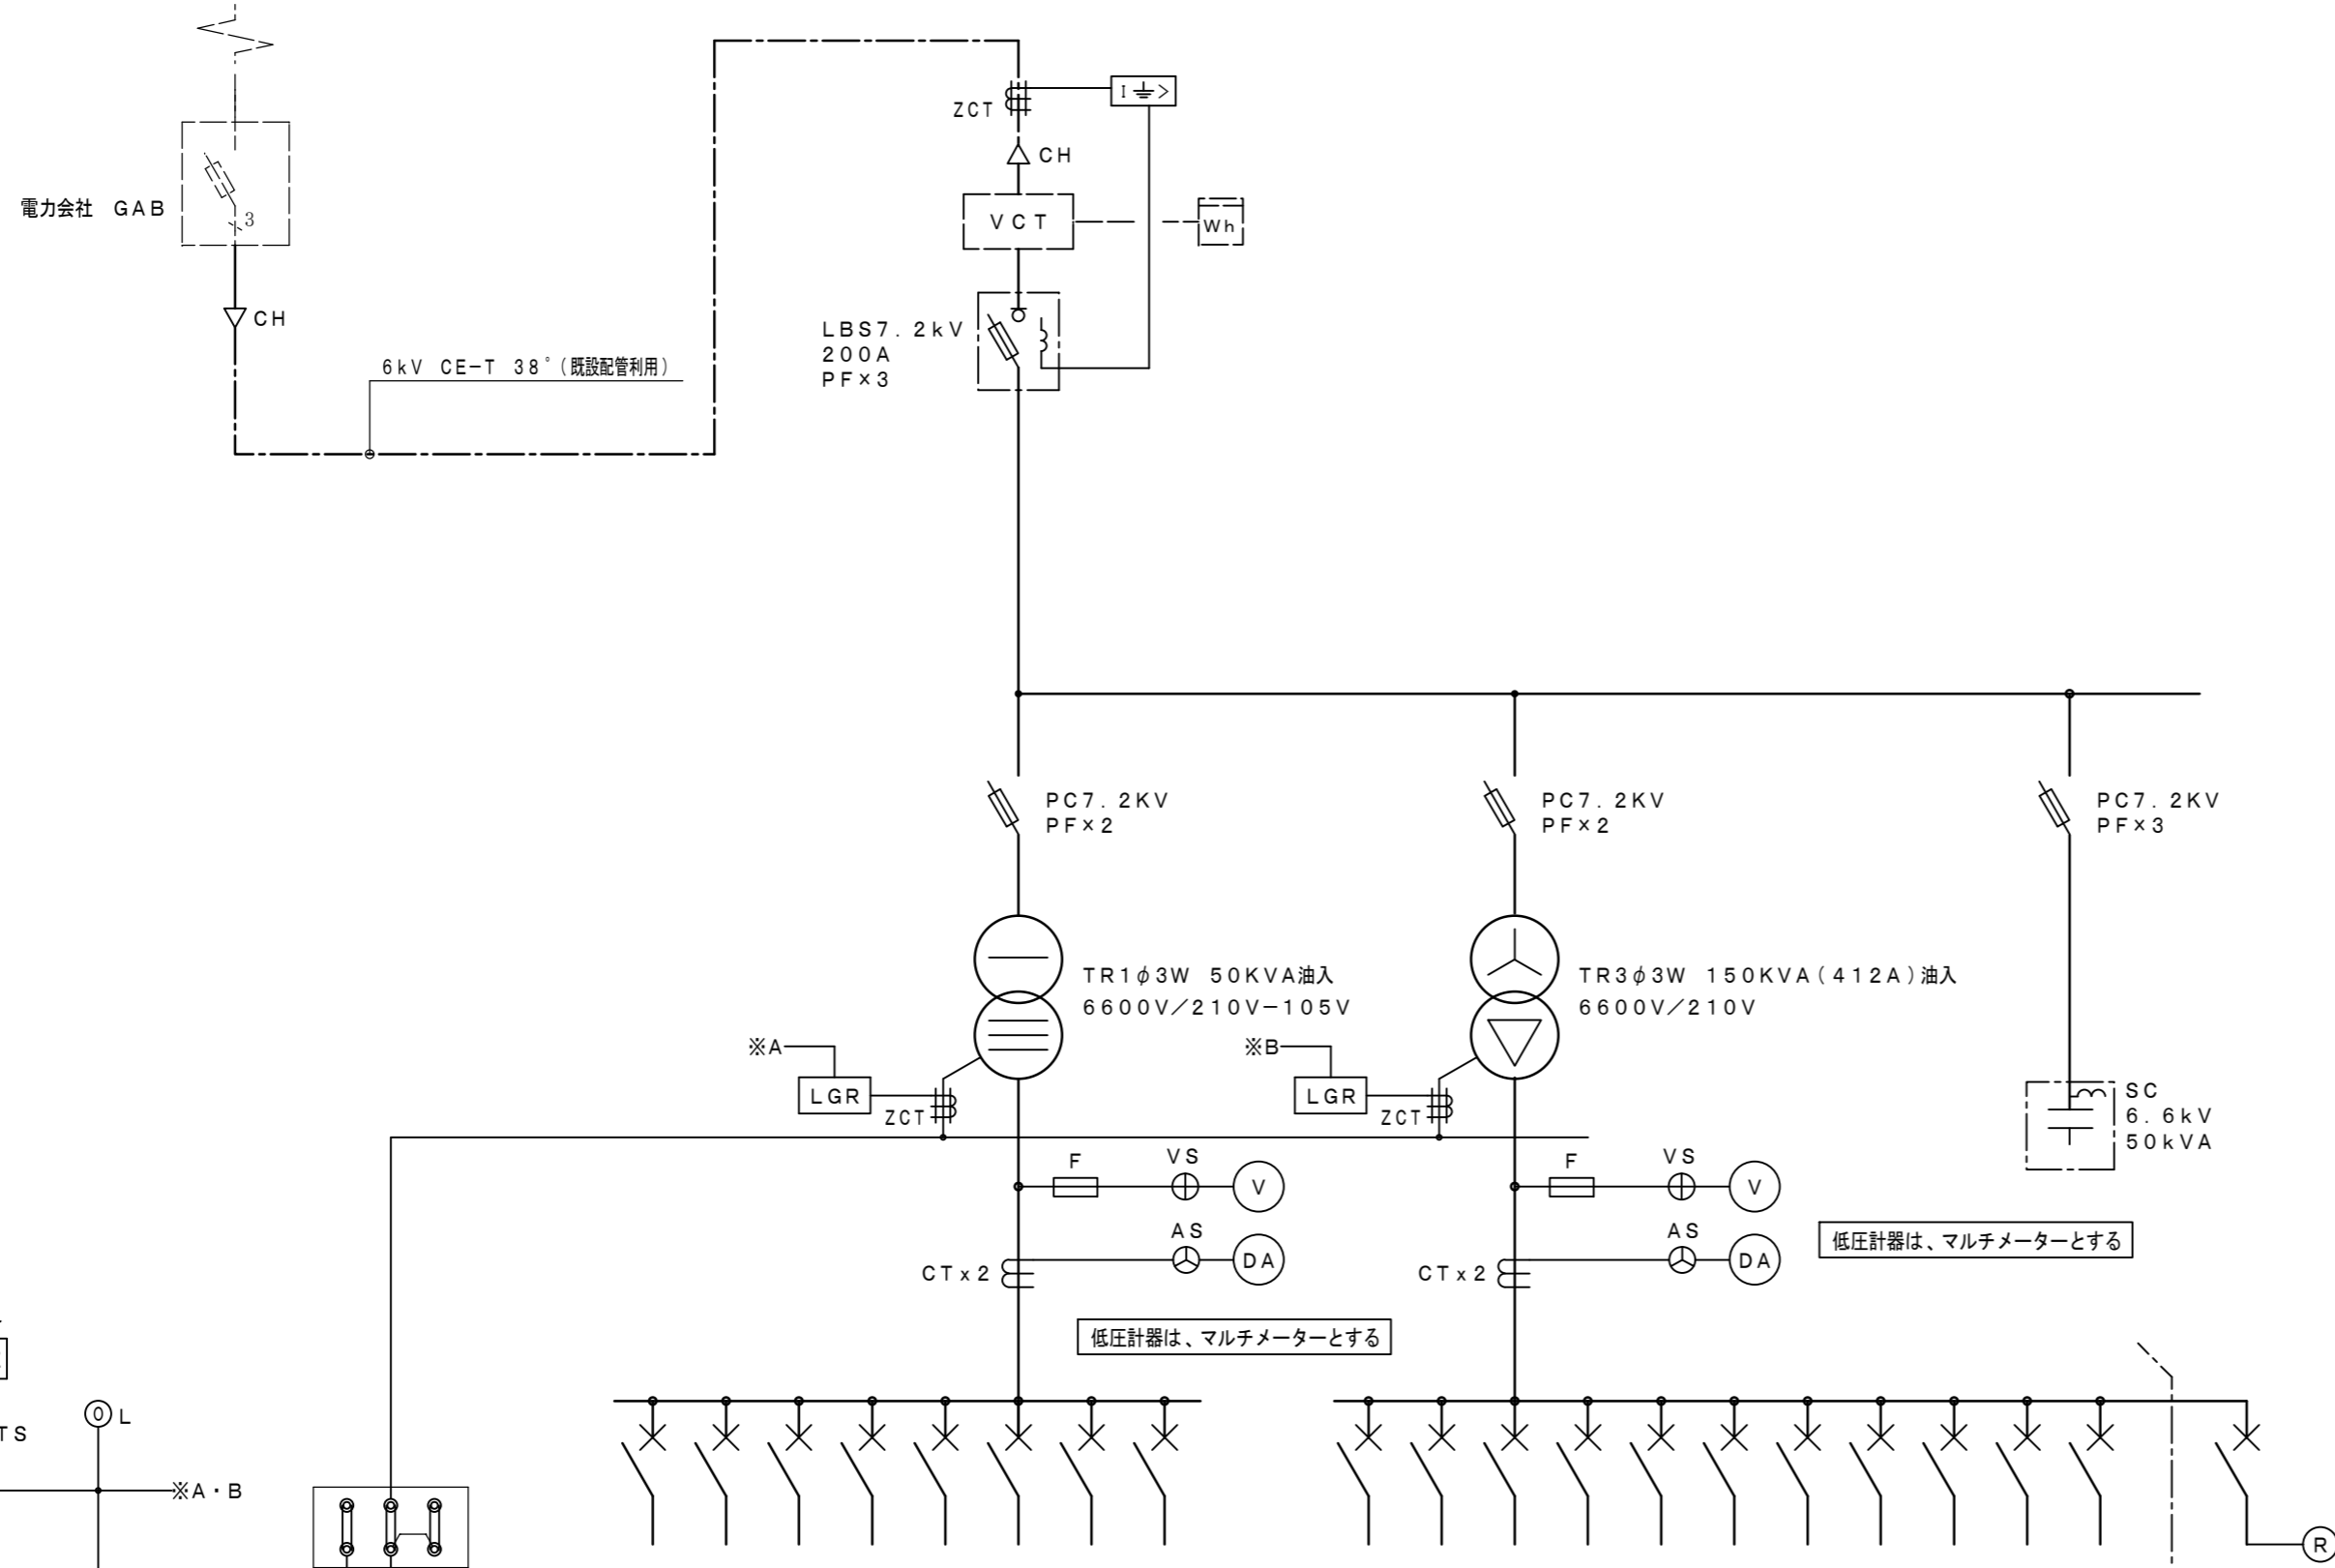 ZCT
I>
CH
電力会社 GAB
3
VCT
Wh
CH
LBS7.2kV
200A
PF×3
6kV CE-T 38°(既設配管利用)
PC7.2KV
PF×2
PC7.2KV
PF×2
PC7.2KV
PF×3
TR1φ3W 50KVA油入
6600V/210V-105V
TR3φ3W 150KVA(412A)油入
6600V/210V
※A
LGR
ZCT
※B
LGR
ZCT
SC
6.6kV
50kVA
F
VS
V
F
VS
V
AS
DA
CTx2
AS
DA
CTx2
低圧計器は、マルチメーターとする
低圧計器は、マルチメーターとする
O L
TS
※A・B
R